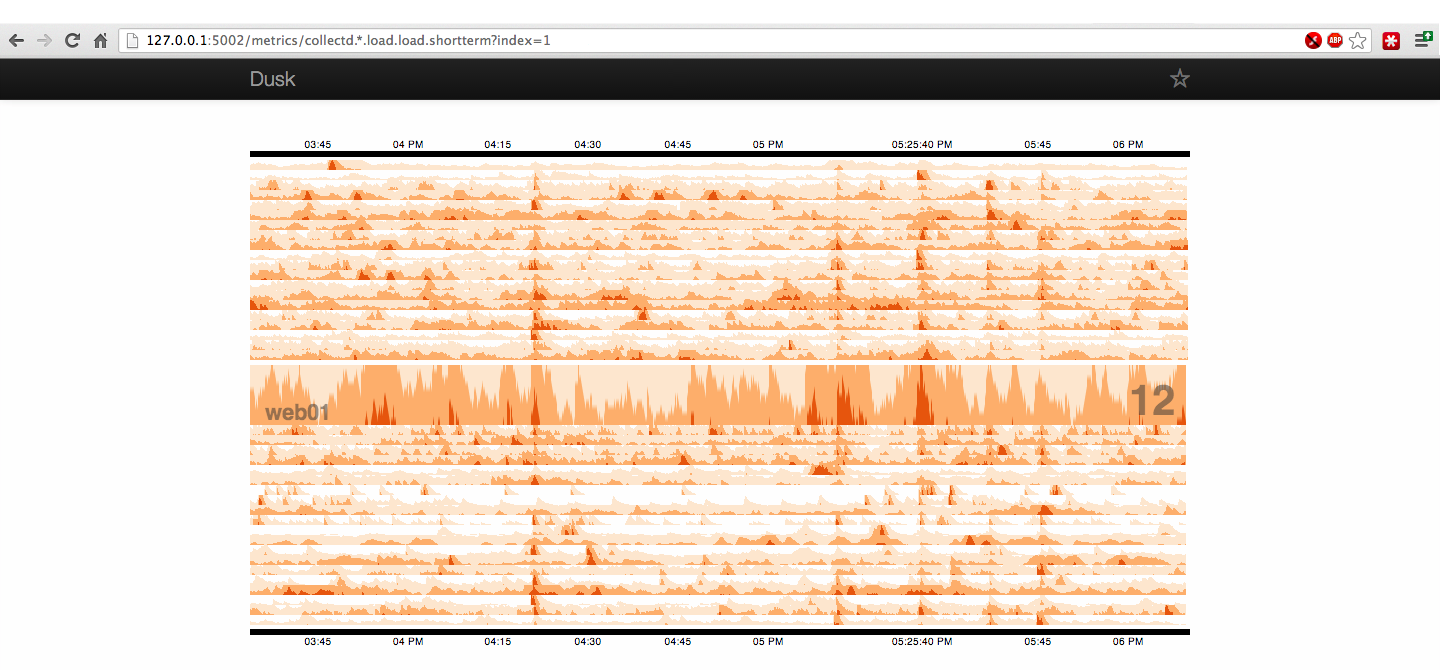 127.0.0.1:5002/metrics/collectd.*.load.load.shortterm?index=1
ABP
Dusk
03:45 04 PM 04:15 04:30 04:45 05 PM 05:25:40 PM 05:45 06 PM
web01 12
03:45 04 PM 04:15 04:30 04:45 05 PM 05:25:40 PM 05:45 06 PM